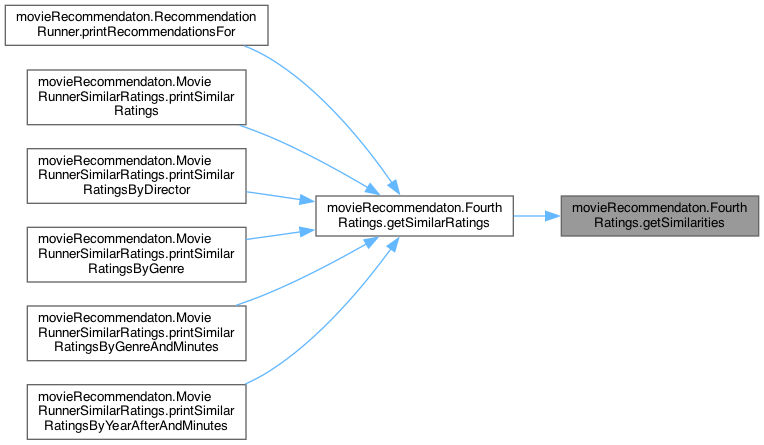 movieRecommendaton.Recommendation
Runner.printRecommendationsFor
movieRecommendaton.Movie
RunnerSimilarRatings.printSimilar
Ratings
movieRecommendaton.Movie
RunnerSimilarRatings.printSimilar
RatingsByDirector
movieRecommendaton.Movie
RunnerSimilarRatings.printSimilar
RatingsByGenre
movieRecommendaton.Movie
RunnerSimilarRatings.printSimilar
RatingsByGenreAndMinutes
movieRecommendaton.Movie
RunnerSimilarRatings.printSimilar
RatingsByYearAfterAndMinutes
movieRecommendaton.Fourth
Ratings.getSimilarRatings
movieRecommendaton.Fourth
Ratings.getSimilarities